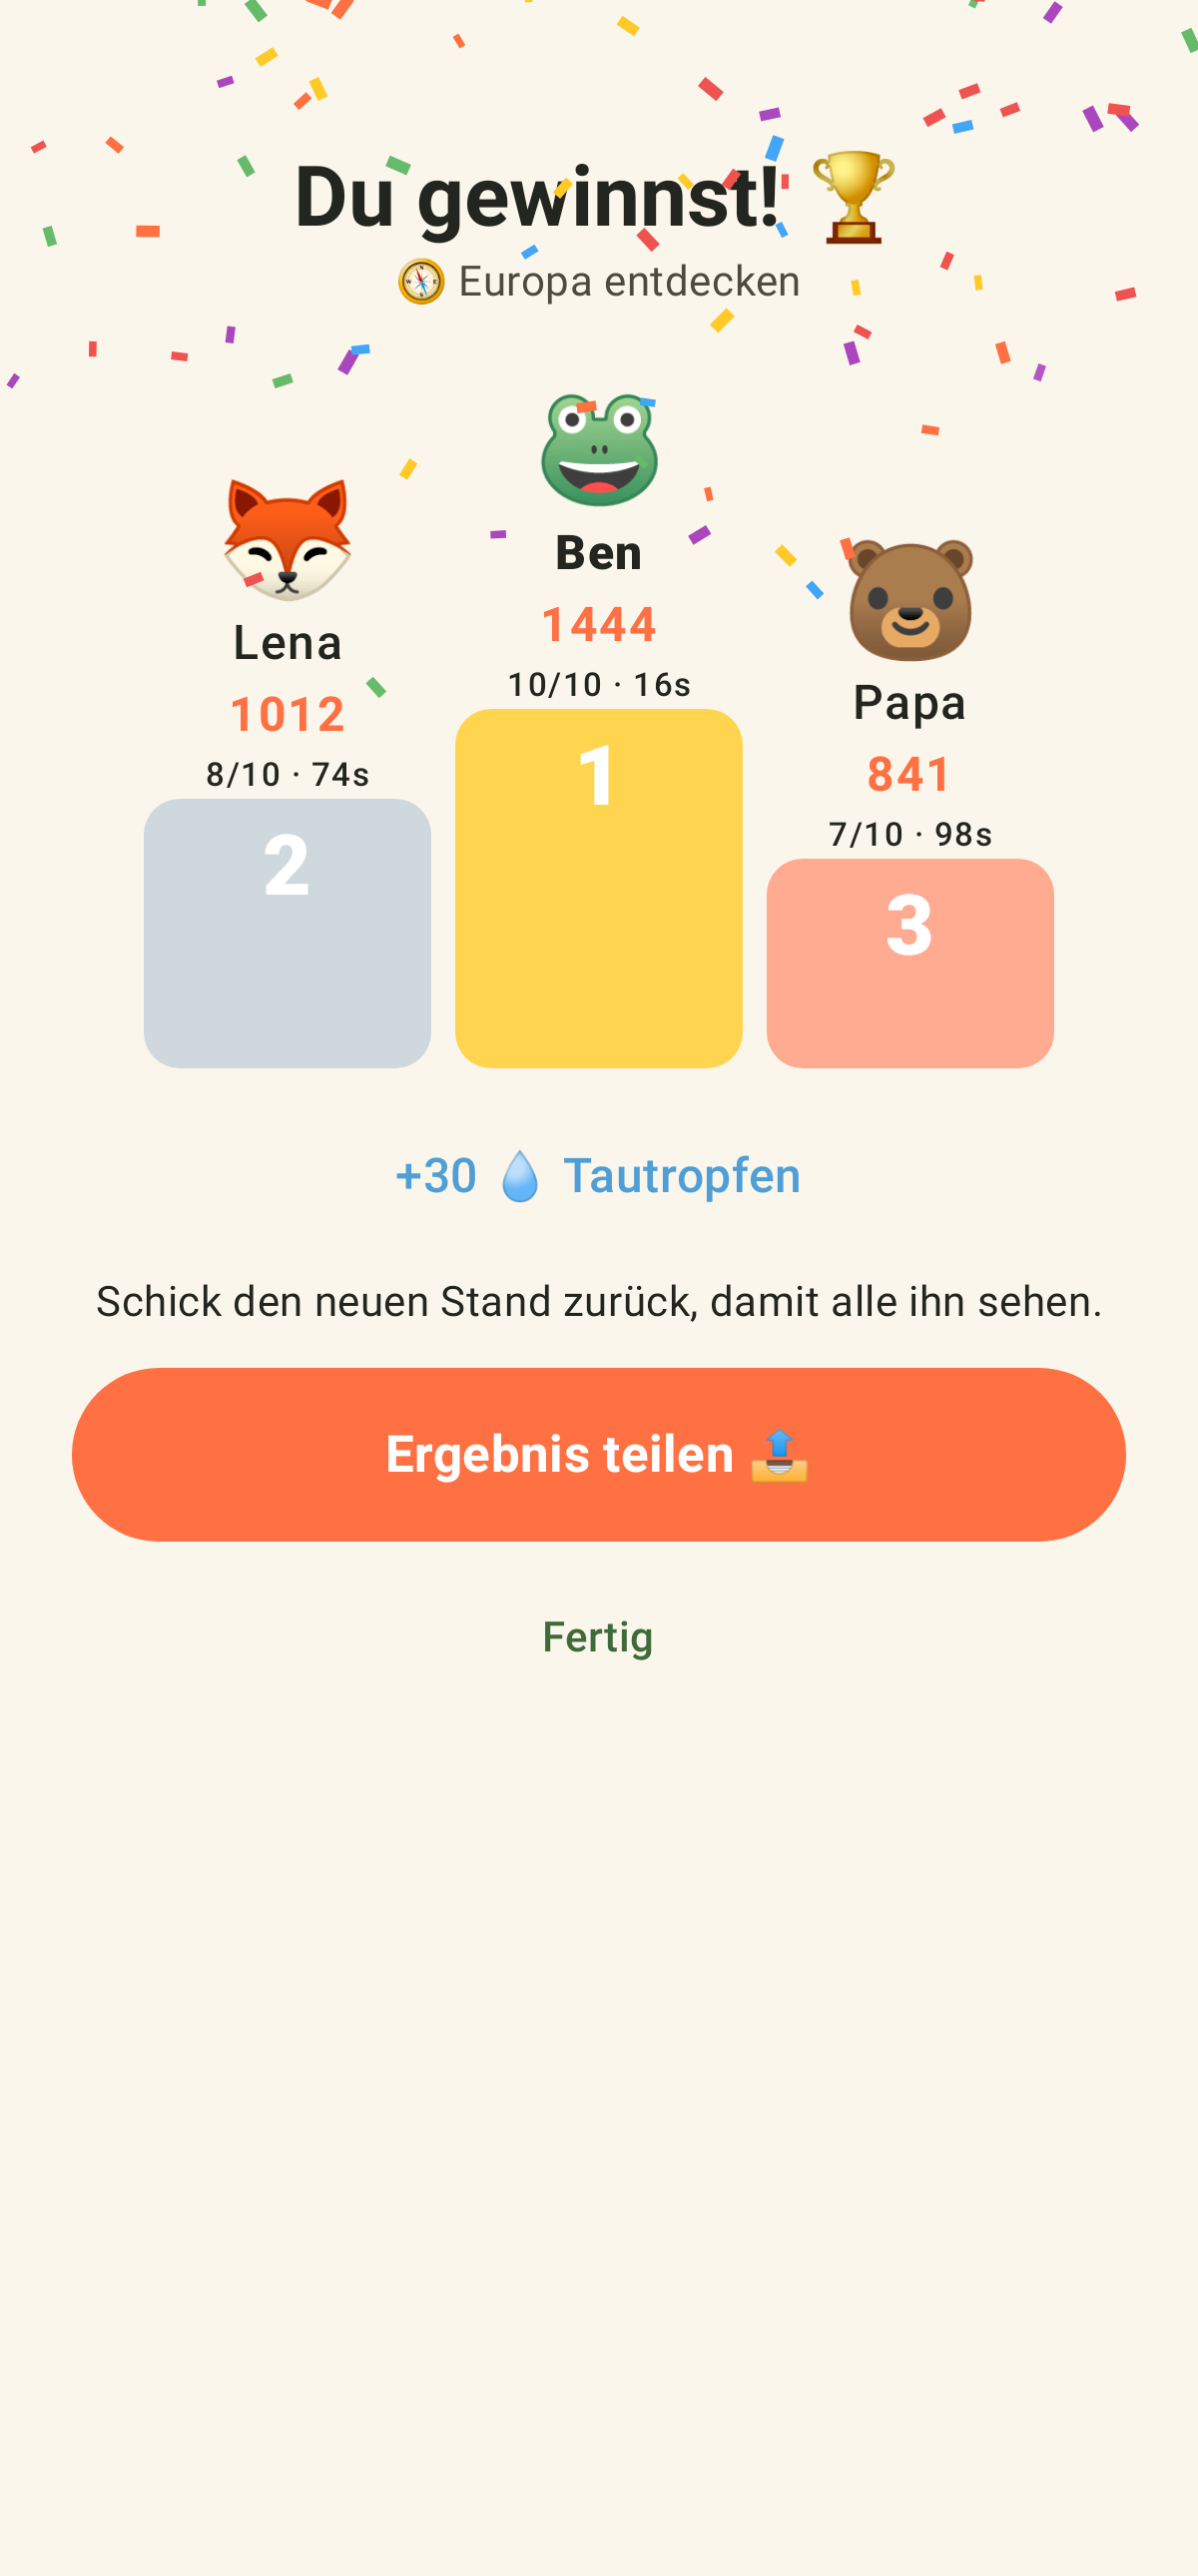 Du gewinnst! 🏆
🧭 Europa entdecken
Lena
1012
8/10 · 74s
2
Ben
1444
10/10 · 16s
1
Papa
841
7/10 · 98s
3
+30 💧 Tautropfen
Schick den neuen Stand zurück, damit alle ihn sehen.
Ergebnis teilen 📤
Fertig